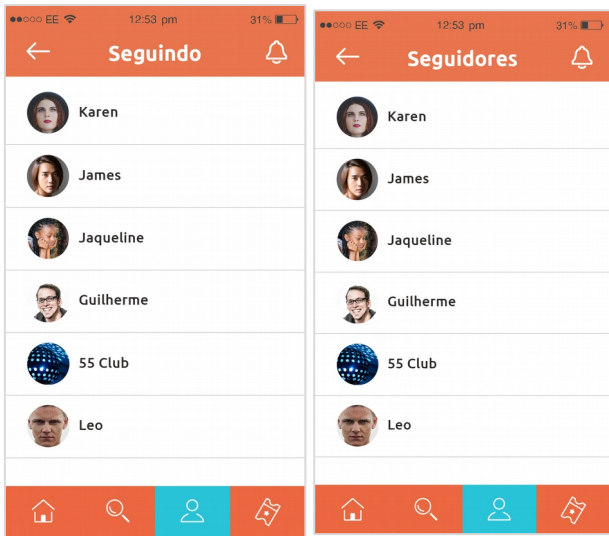 EE 12:53 pm 31%
Seguindo
Karen
James
Jaqueline
Guilherme
55 Club
Leo
EE 12:53 pm 31%
Seguidores
Karen
James
Jaqueline
Guilherme
55 Club
Leo